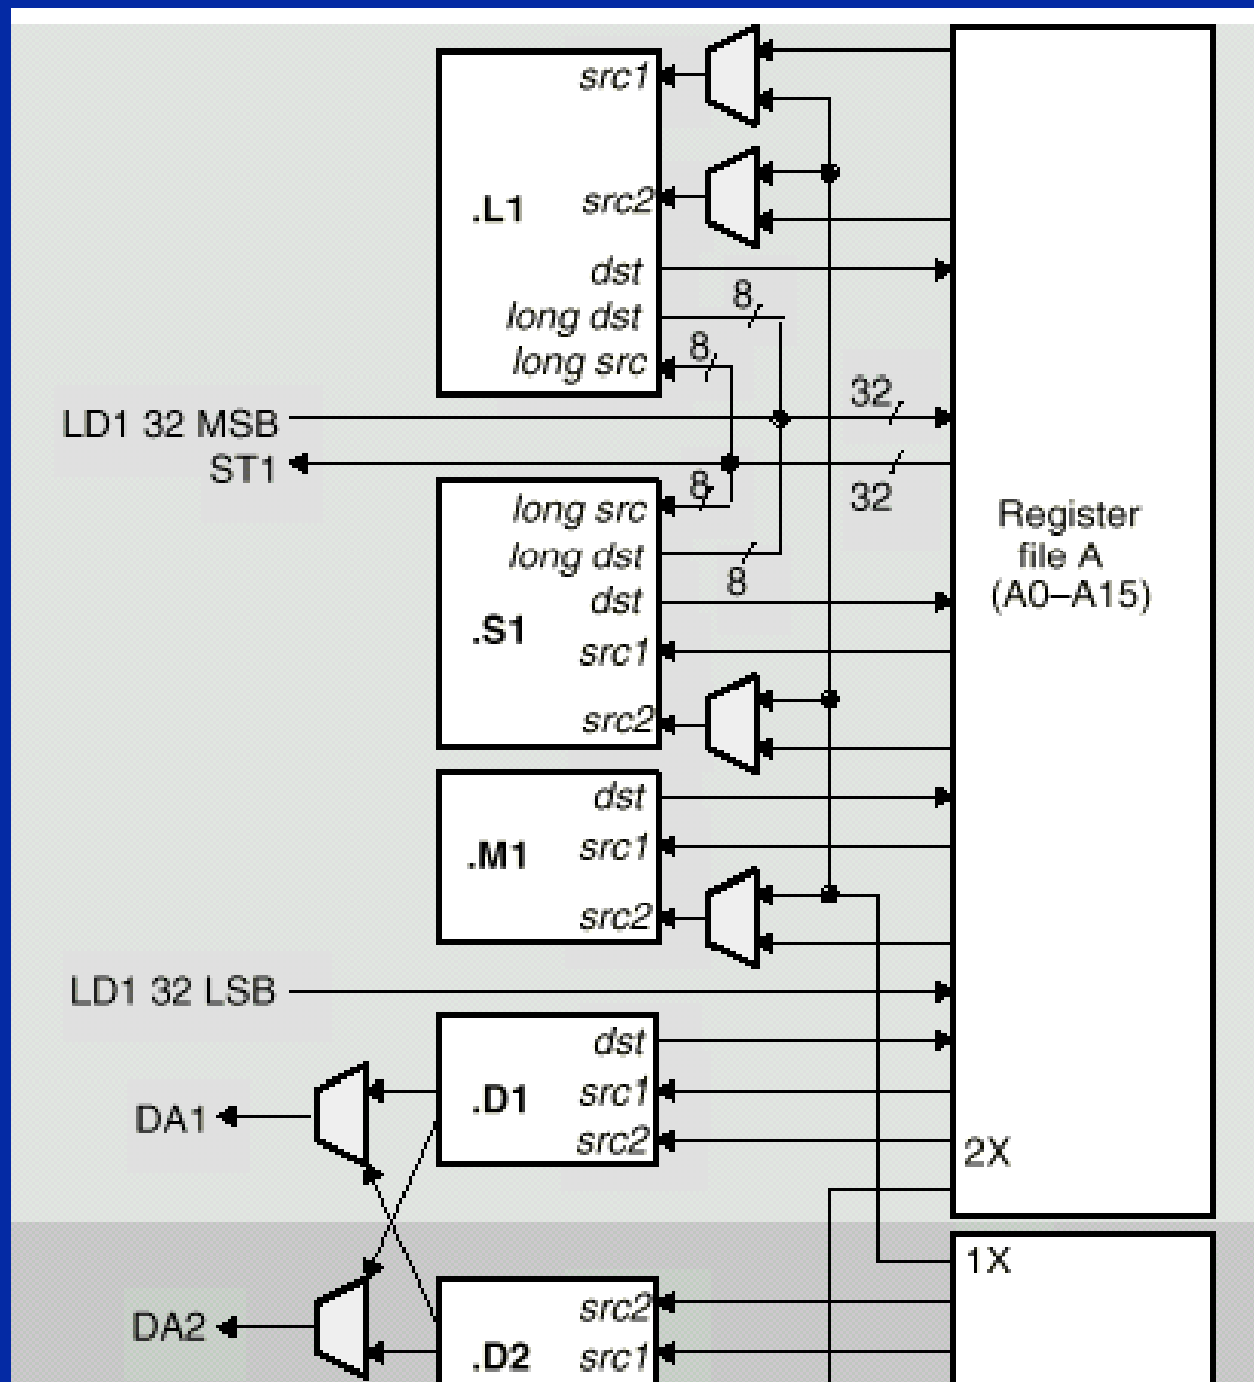 src1
.L1
src2
dst
8
long dst
8
long src
LD1 32 MSB
32
ST1
8
32
long src
long dst
8
dst
.S1
src1
src2
Register
file A
(A0–A15)
dst
.M1
src1
src2
LD1 32 LSB
dst
.D1
src1
src2
DA1
2X
1X
DA2
src2
.D2
src1